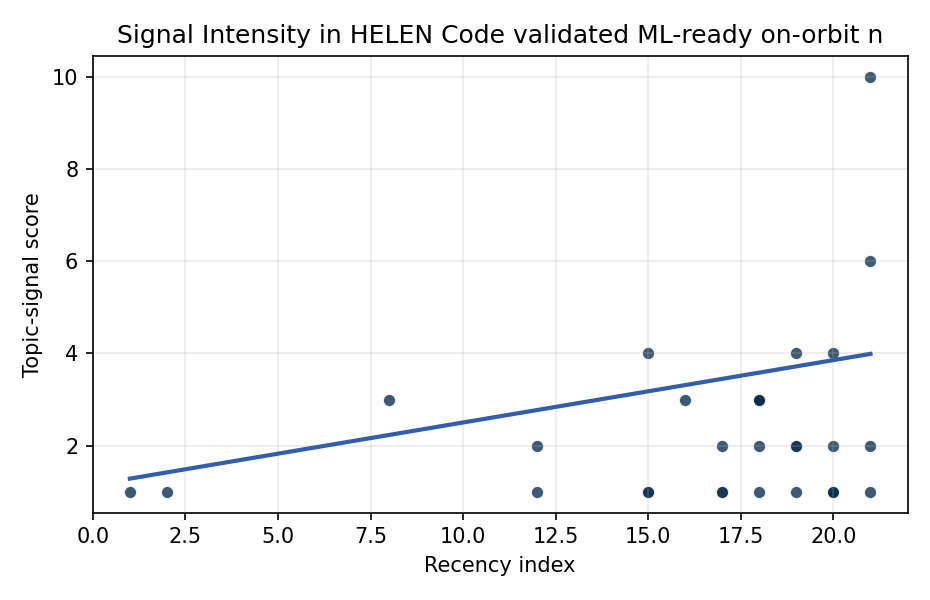 Signal Intensity in HELEN Code validated ML-ready on-orbit n
10
8
6
4
2
Topic-signal score
0.0 2.5 5.0 7.5 10.0 12.5 15.0 17.5 20.0
Recency index